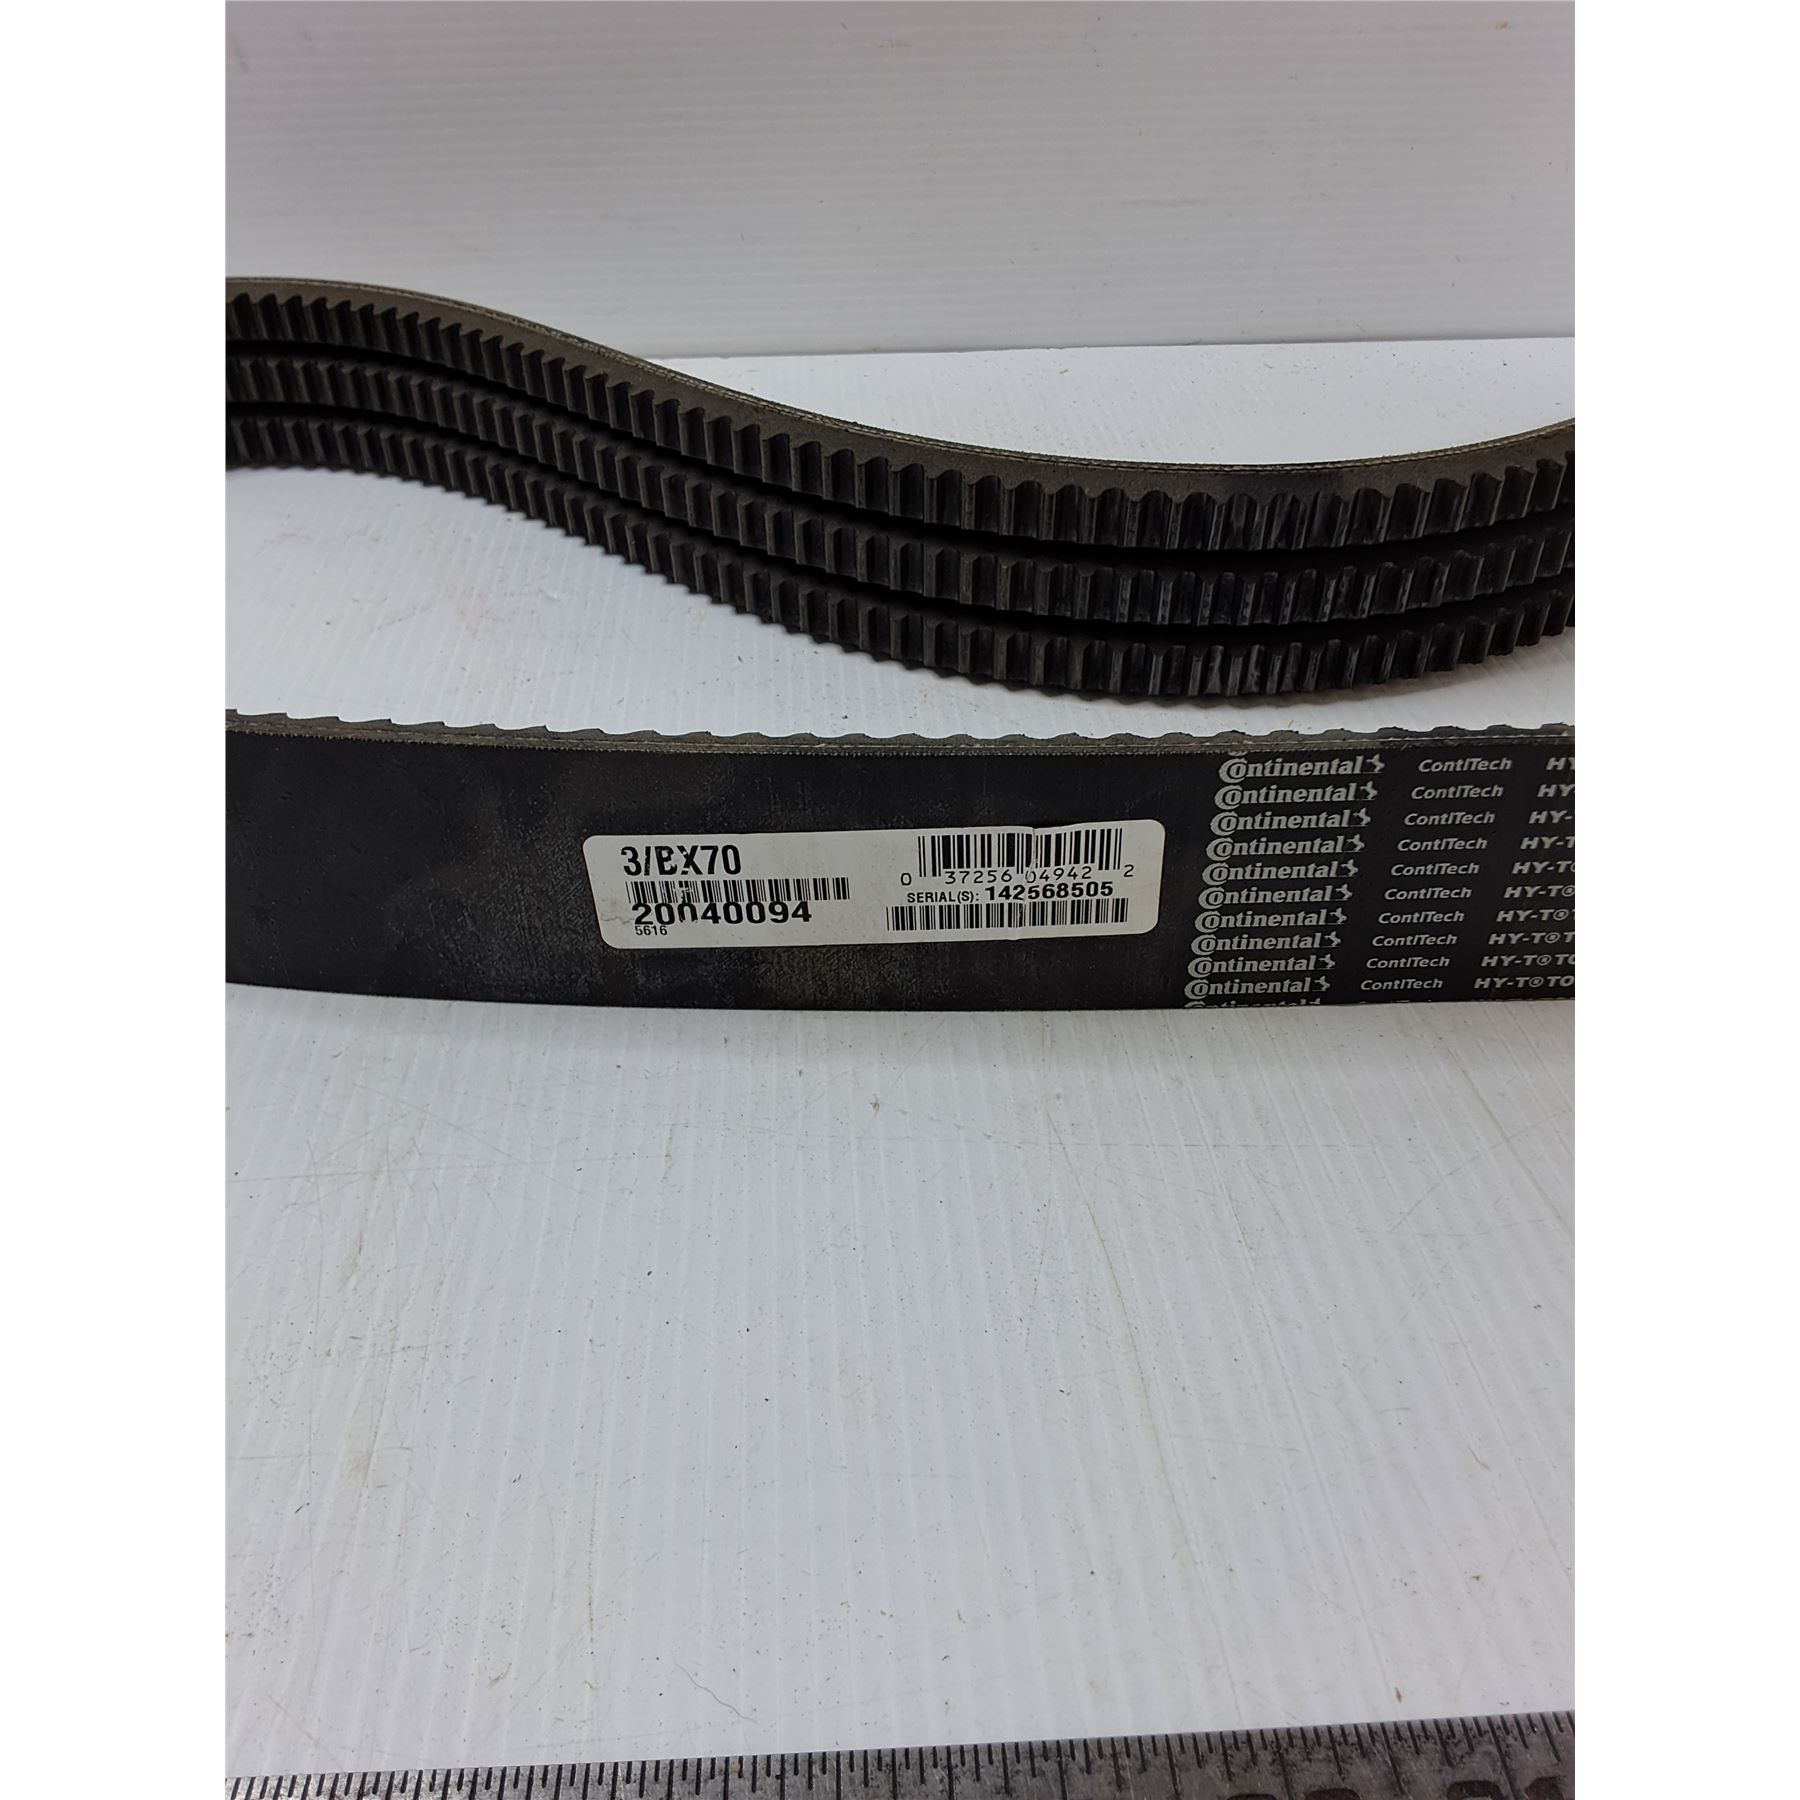 3/BX70
20040094
5616
0 37256 04942 2
SERIAL(S): 142568505
Continental ContiTech HY
Continental ContiTech HY-
Continental ContiTech HY-
Continental ContiTech HY-T
Continental ContiTech HY-T
Continental ContiTech HY-T®
Continental ContiTech HY-T®
Continental ContiTech HY-T®T
Continental ContiTech HY-T®TO
Continental ContiTech HY-T®TO